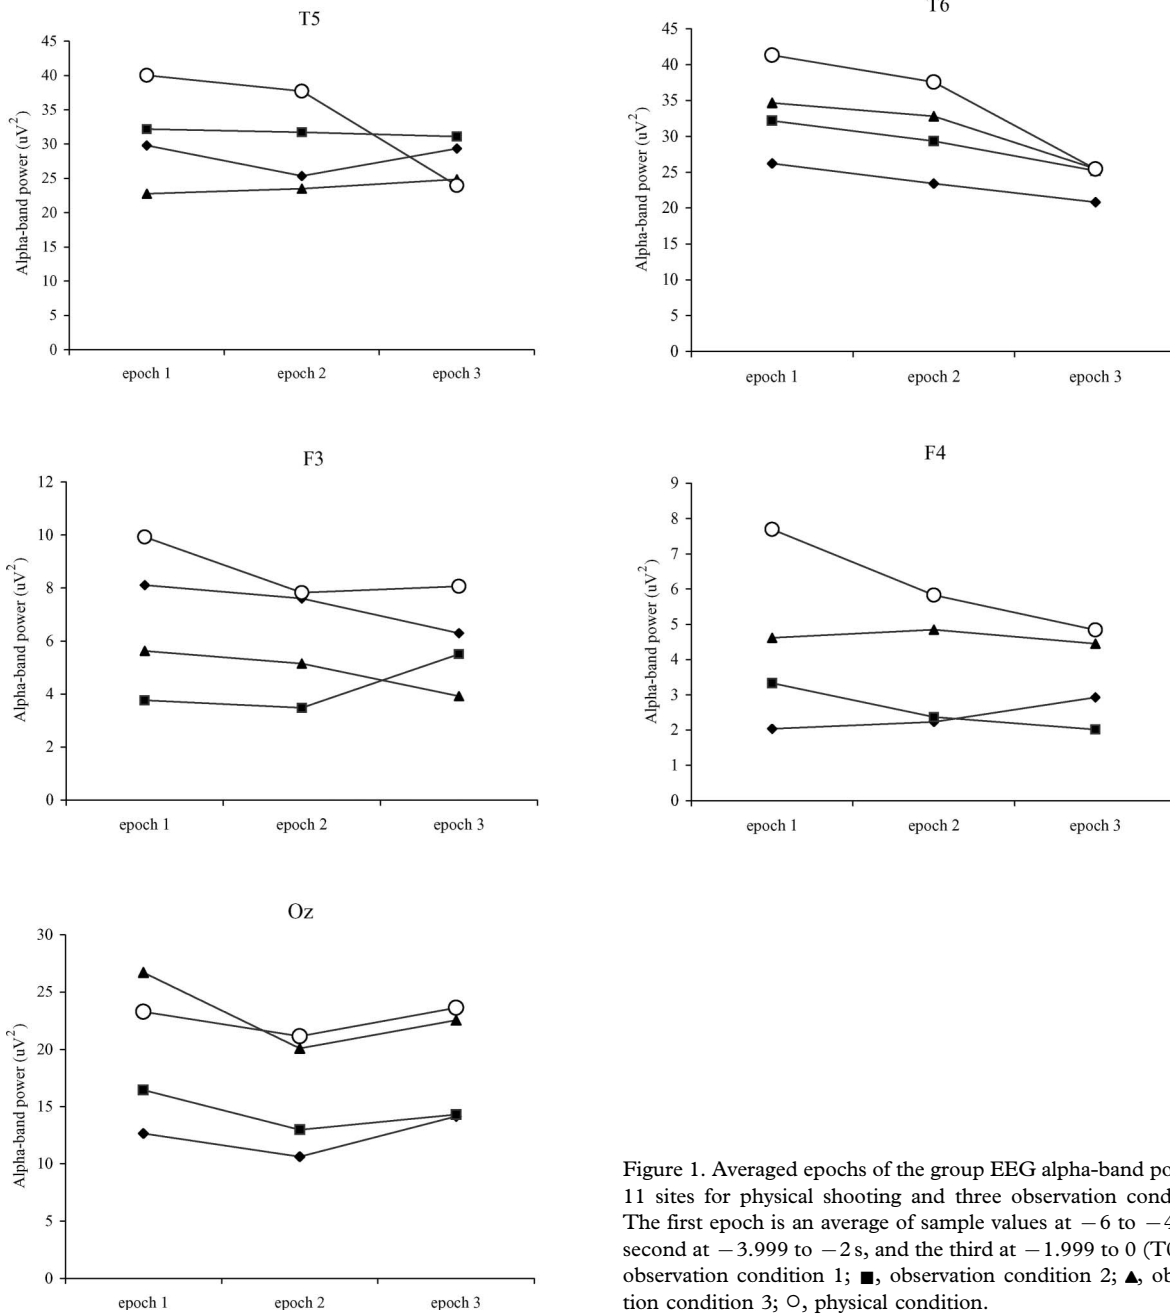 T5
45
40
35
30
25
20
15
10
5
0
Alpha-band power (uV²)
epoch 1 epoch 2 epoch 3
T6
45
40
35
30
25
20
15
10
5
0
Alpha-band power (uV²)
epoch 1 epoch 2 epoch 3
F3
12
10
8
6
4
2
0
Alpha-band power (uV²)
epoch 1 epoch 2 epoch 3
F4
9
8
7
6
5
4
3
2
1
0
Alpha-band power (uV²)
epoch 1 epoch 2 epoch 3
Oz
30
25
20
15
10
5
0
Alpha-band power (uV²)
epoch 1 epoch 2 epoch 3
Figure 1. Averaged epochs of the group EEG alpha-band
11 sites for physical shooting and three observation
The first epoch is an average of sample values at −6 to −4
second at −3.999 to −2 s, and the third at −1.999 to 0
observation condition 1; ■, observation condition 2; ▲,
tion condition 3; ○, physical condition.